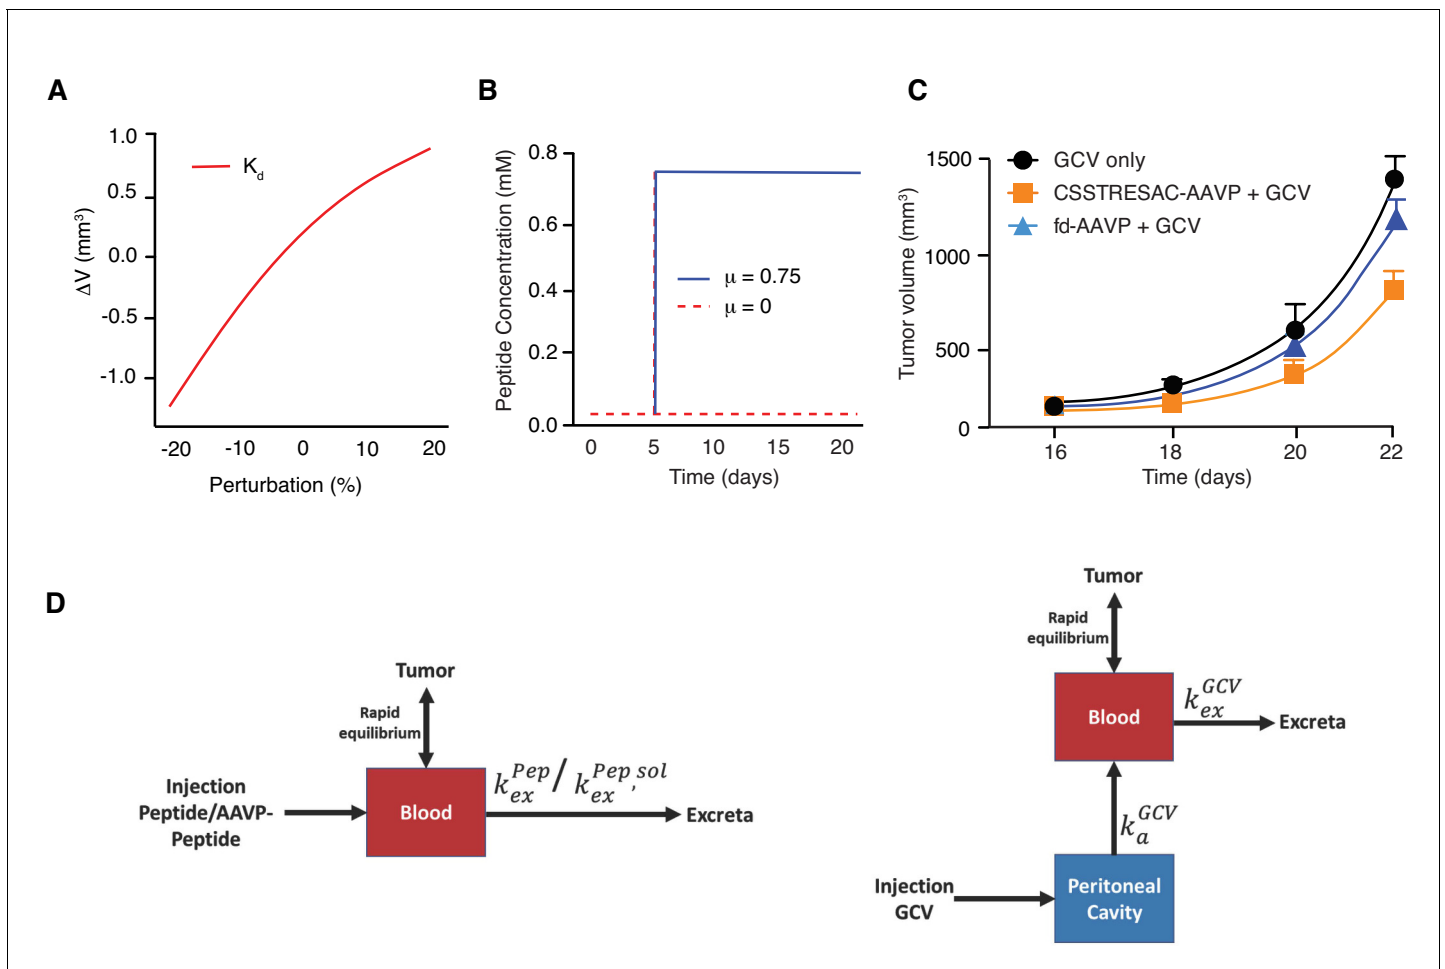 A
1.0
0.5
0.0
-0.5
-1.0
ΔV (mm³)
K_d
-20
-10
0
10
20
Perturbation (%)
B
0.8
0.6
0.4
0.2
0.0
Peptide Concentration (mM)
μ = 0.75
μ = 0
0
5
10
15
20
Time (days)
C
1500
1000
500
0
Tumor volume (mm³)
GCV only
CSSTRESAC-AAVP + GCV
fd-AAVP + GCV
16
18
20
22
Time (days)
D
Tumor
Rapid
equilibrium
Injection
Peptide/AAVP-
Peptide
Blood
k_ex^Pep / k_ex^Pep,sol
Excreta
Tumor
Rapid
equilibrium
Blood
k_ex^GCV
Excreta
k_a^GCV
Injection
GCV
Peritoneal
Cavity